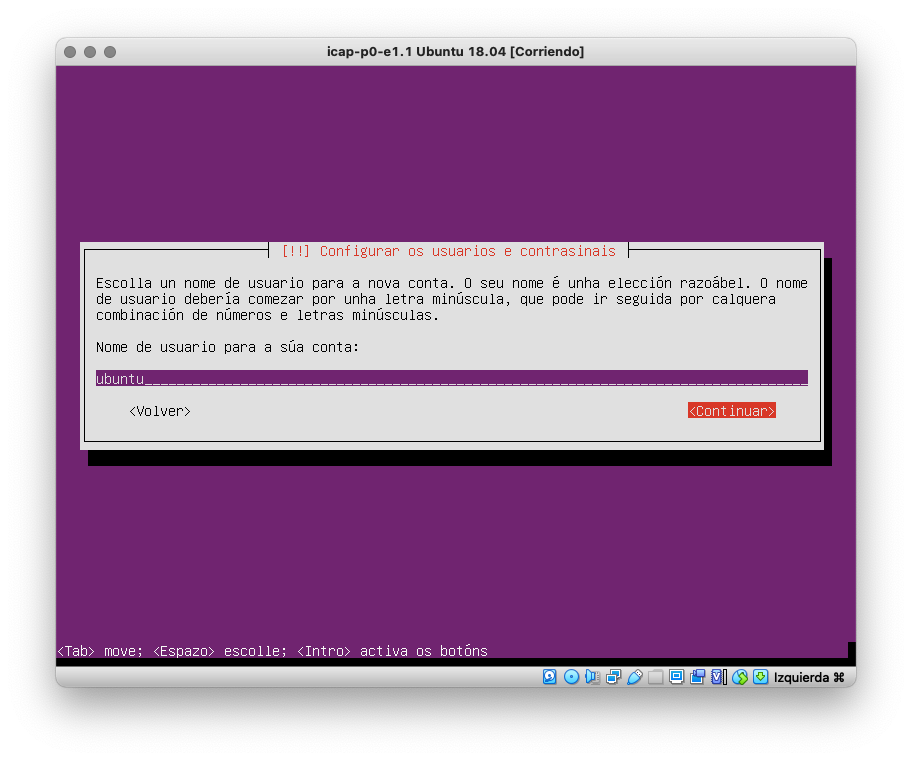 icap-p0-e1.1 Ubuntu 18.04 [Corriendo]
[!!] Configurar os usuarios e contrasinais
Escolla un nome de usuario para a nova conta. O seu nome é unha elección razoábel. O nome
de usuario debería comezar por unha letra minúscula, que pode ir seguida por calquera
combinación de números e letras minúsculas.
Nome de usuario para a súa conta:
ubuntu
<Volver> <Continuar>
<Tab> move; <Espazo> escolle; <Intro> activa os botóns
Izquierda ⌘